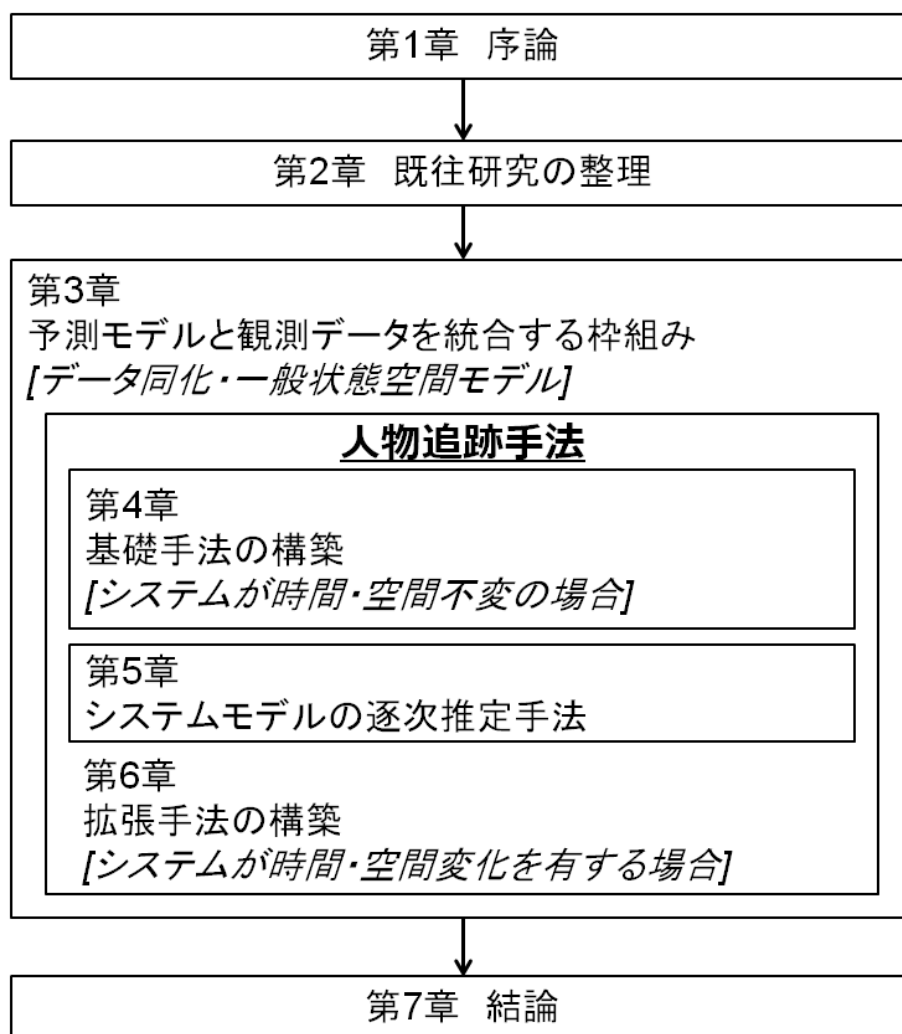 第1章 序論
第2章 既往研究の整理
第3章
予測モデルと観測データを統合する枠組み
[データ同化・一般状態空間モデル]
人物追跡手法
第4章
基礎手法の構築
[システムが時間・空間不変の場合]
第5章
システムモデルの逐次推定手法
第6章
拡張手法の構築
[システムが時間・空間変化を有する場合]
第7章 結論